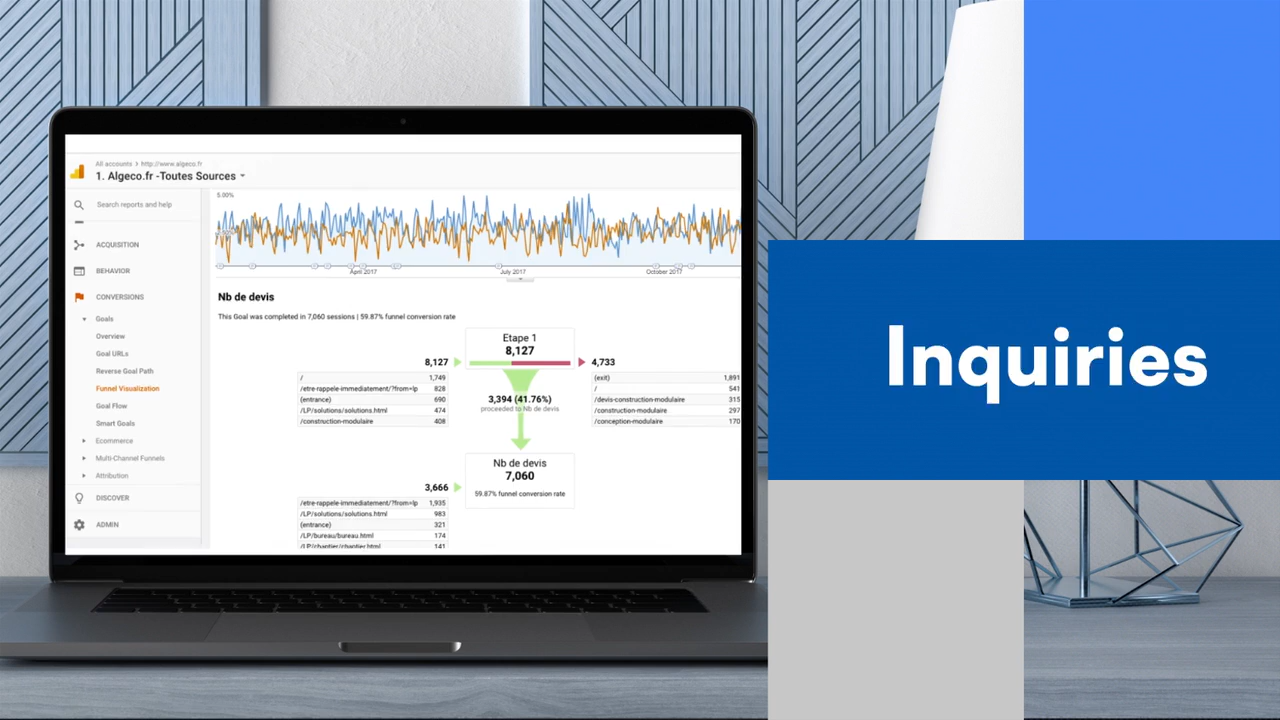 All accounts > http://www.algeco.fr
1. Algeco.fr -Toutes Sources
Search reports and help
ACQUISITION
BEHAVIOR
CONVERSIONS
Goals
Overview
Goal URLs
Reverse Goal Path
Funnel Visualization
Goal Flow
Smart Goals
Ecommerce
Multi-Channel Funnels
Attribution
DISCOVER
ADMIN
5.00%
April 2017 July 2017 October 2017
Nb de devis
This Goal was completed in 7,060 sessions | 59.87% funnel conversion rate
Etape 1
8,127
8,127
/ 1,749
/etre-rappele-immediatement/?from=lp 828
(entrance) 690
/LP/solutions/solutions.html 474
/construction-modulaire 408
4,733
(exit) 1,891
/ 541
/devis-construction-modulaire 315
/construction-modulaire 297
/conception-modulaire 170
3,394 (41.76%)
proceeded to Nb de devis
Nb de devis
7,060
59.87% funnel conversion rate
3,666
/etre-rappele-immediatement/?from=lp 1,935
/LP/solutions/solutions.html 983
(entrance) 321
/LP/bureau/bureau.html 174
/LP/chantier/chantier.html 141
Inquiries